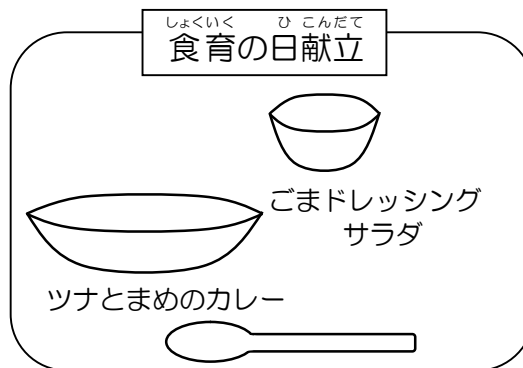 しょくいく ひ こんだて
食育の日献立
ごまドレッシング
サラダ
ツナとまめのカレー